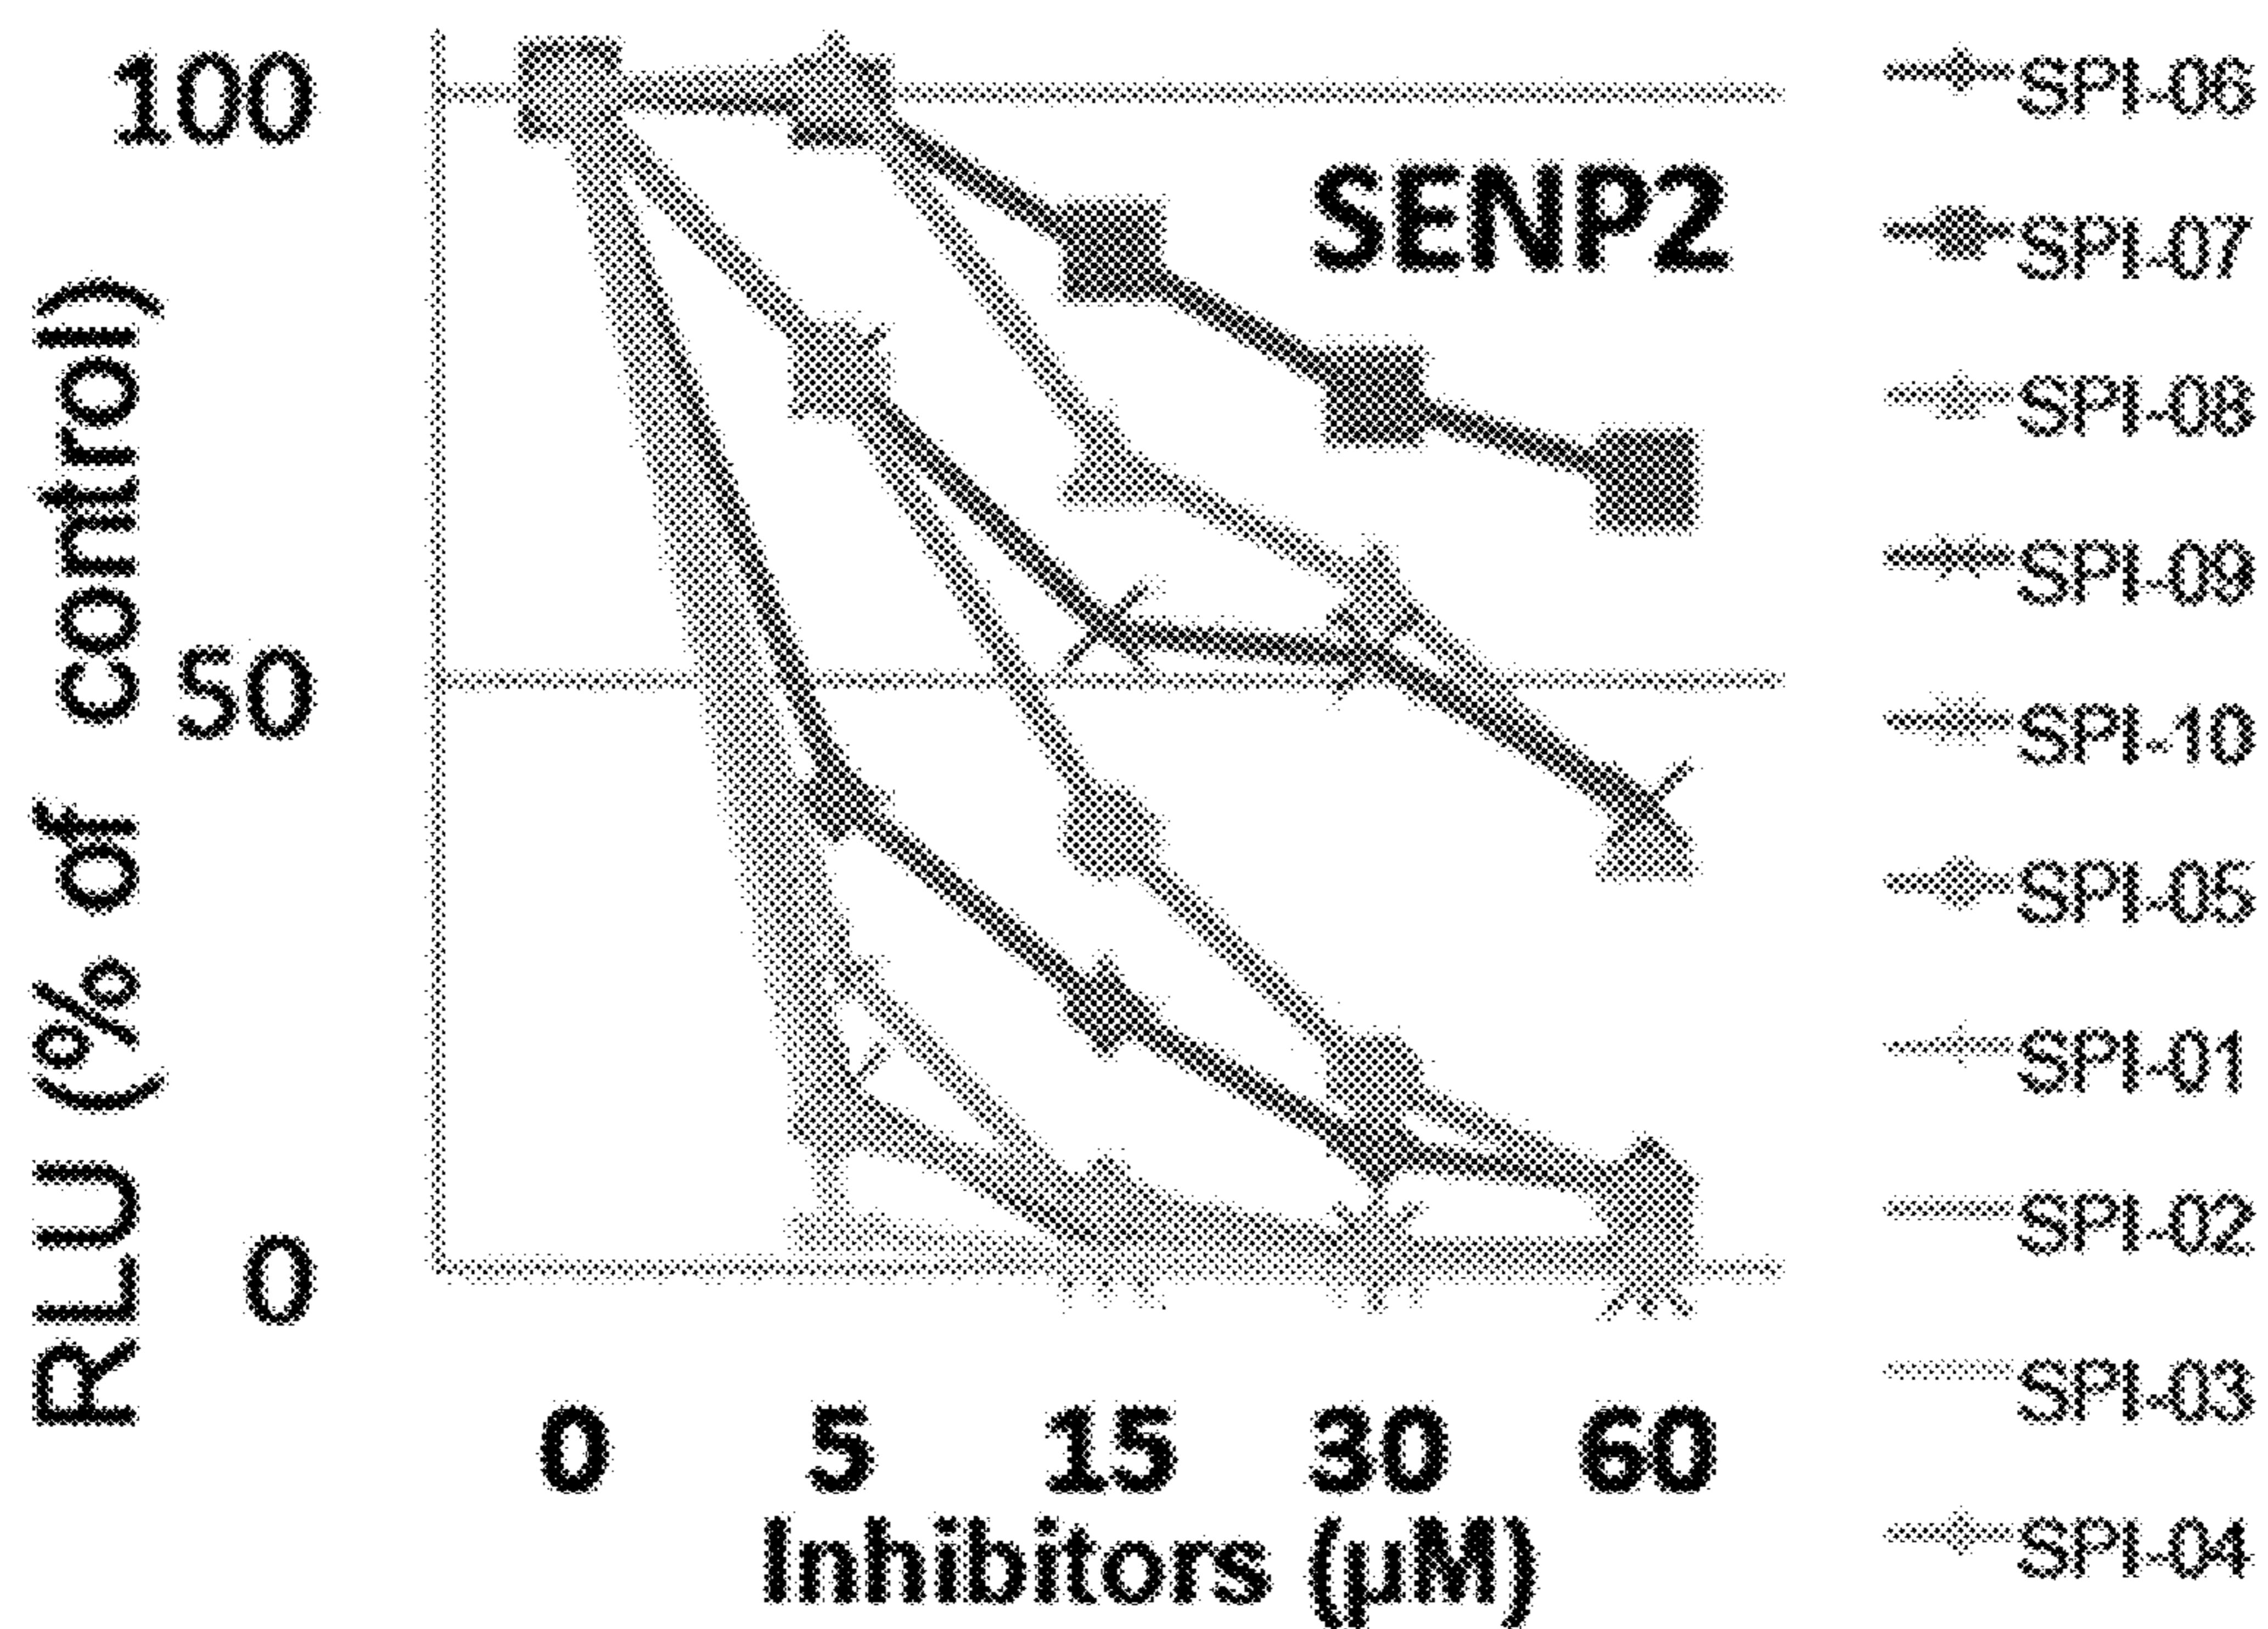 RLU (% of control)
100
50
0
SENP2
0 5 15 30 60
Inhibitors (µM)
SPI-06
SPI-07
SPI-08
SPI-09
SPI-10
SPI-05
SPI-01
SPI-02
SPI-03
SPI-04